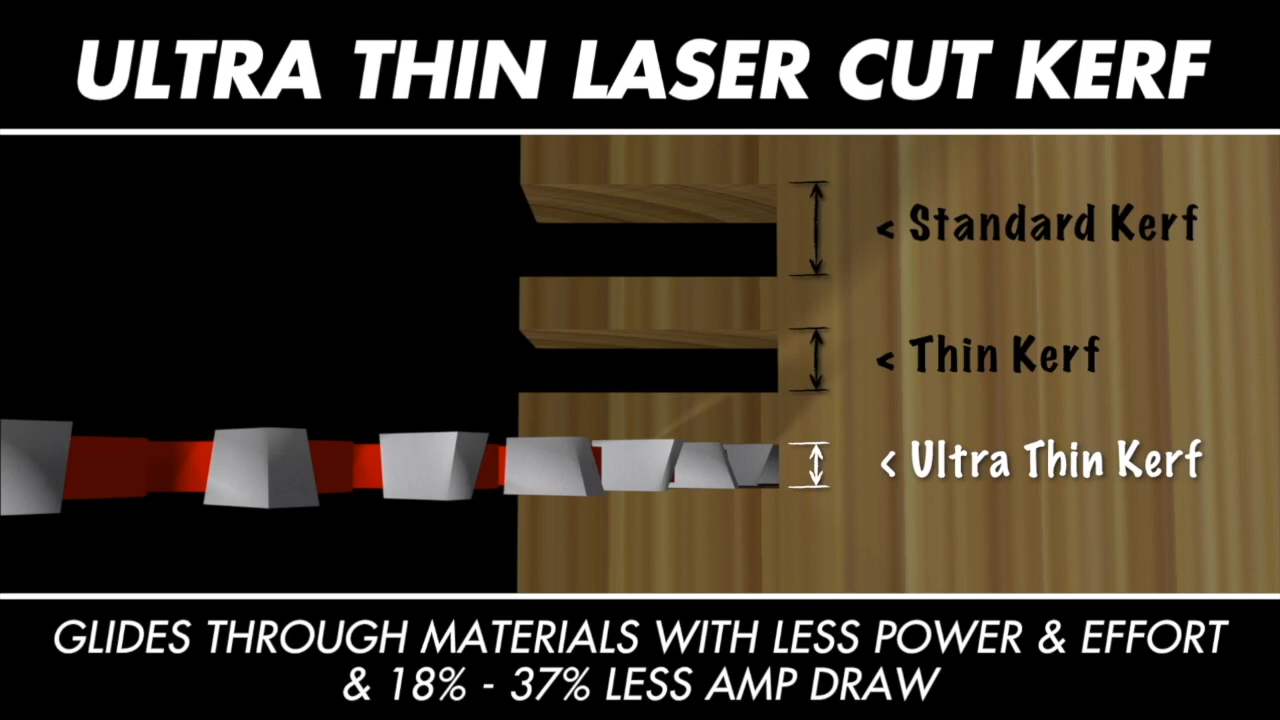 ULTRA THIN LASER CUT KERF
< Standard Kerf
< Thin Kerf
< Ultra Thin Kerf
GLIDES THROUGH MATERIALS WITH LESS POWER & EFFORT
& 18% - 37% LESS AMP DRAW